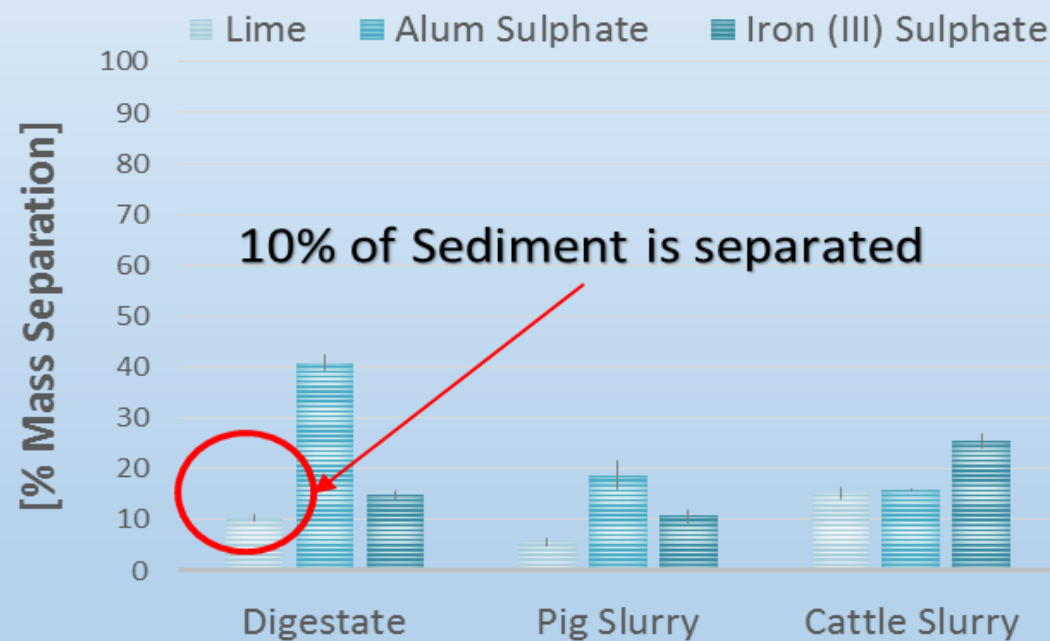 Lime Alum Sulphate Iron (III) Sulphate
100
90
80
70
60
50
40
30
20
10
0
[% Mass Separation]
10% of Sediment is separated
Digestate Pig Slurry Cattle Slurry